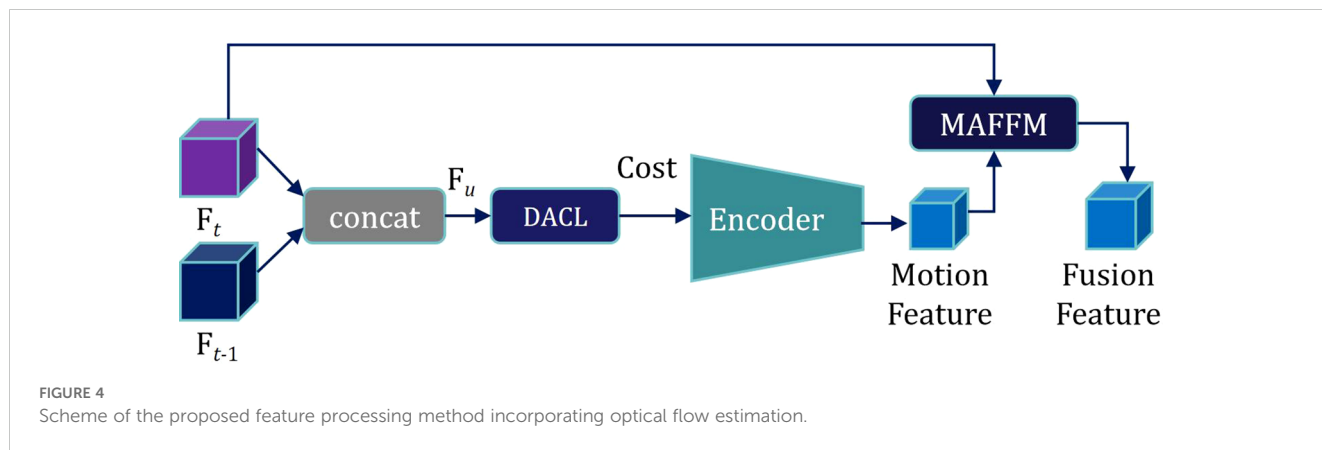 MAFFM
Cost
F_u
concat
DACL
Encoder
F_t
Motion
Feature
Fusion
Feature
F_{t-1}
FIGURE 4
Scheme of the proposed feature processing method incorporating optical flow estimation.